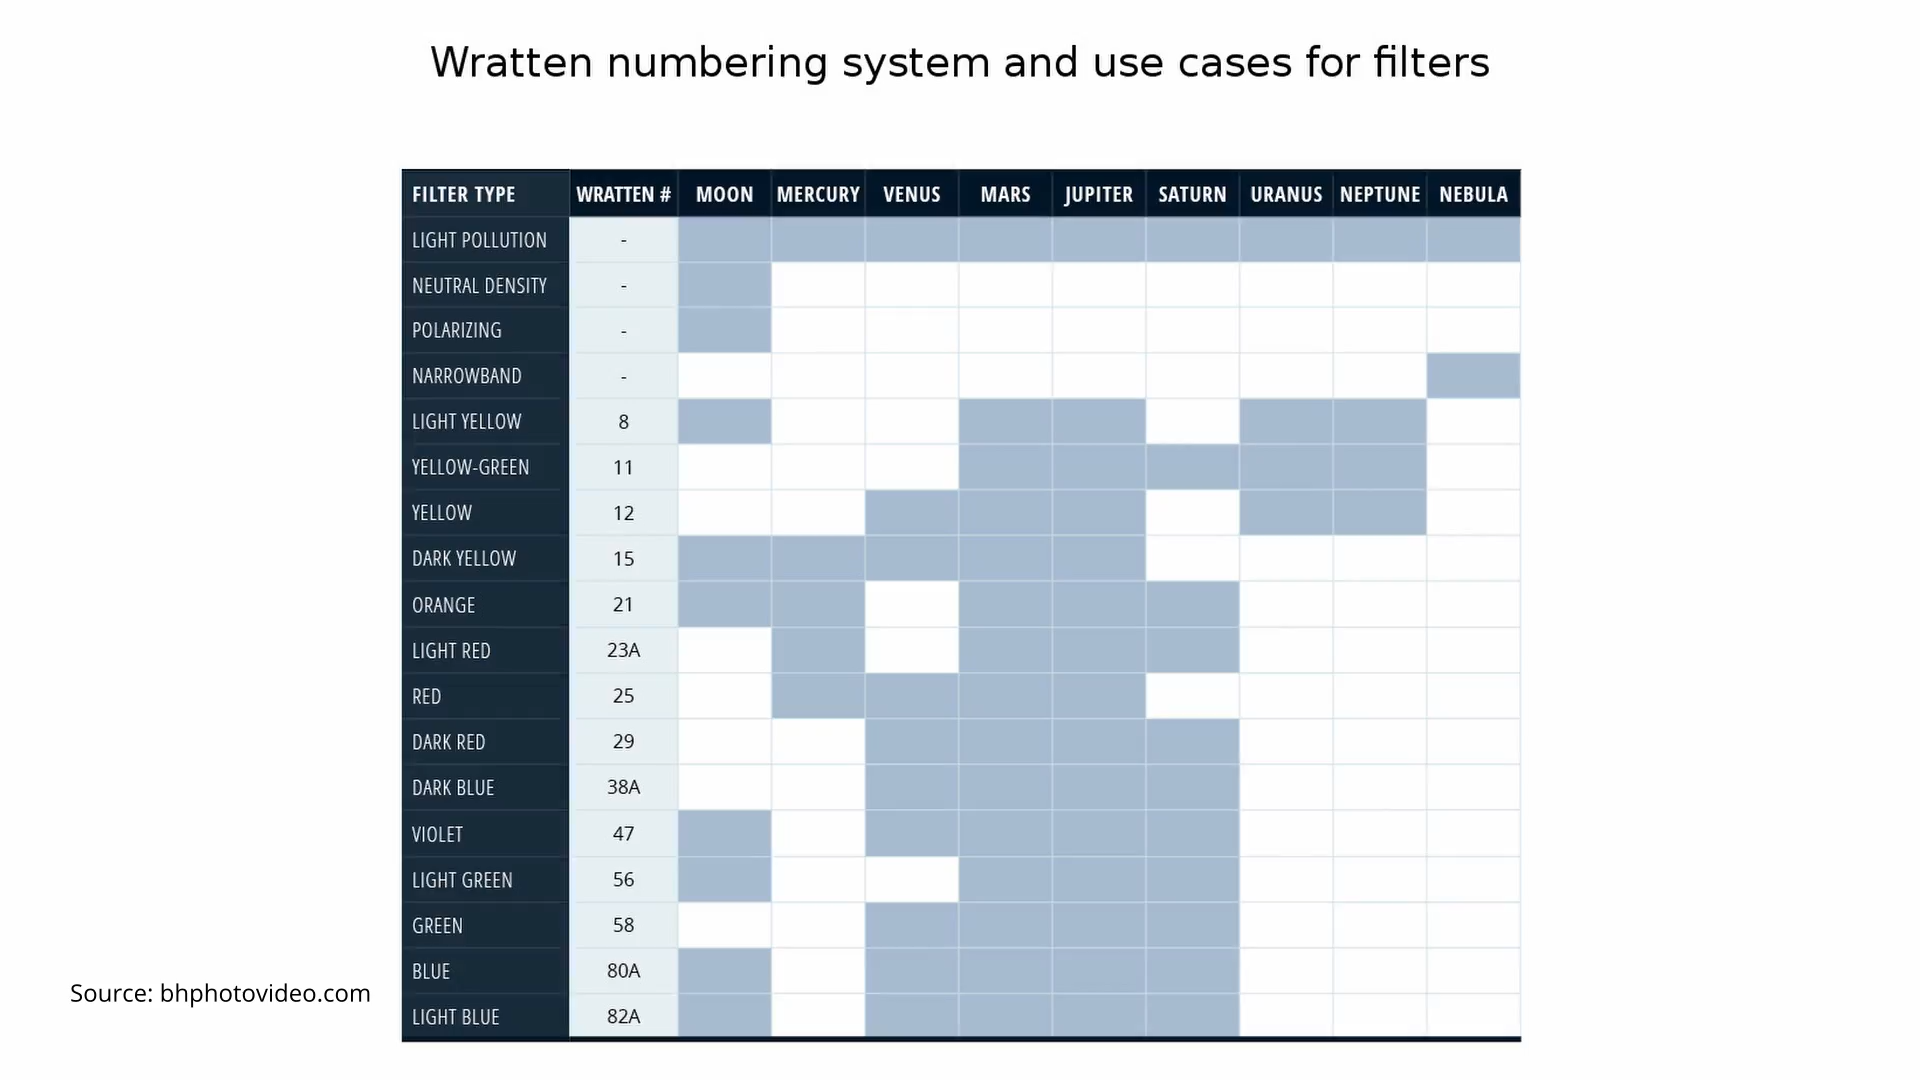 Wratten numbering system and use cases for filters
FILTER TYPE WRATTEN # MOON MERCURY VENUS MARS JUPITER SATURN URANUS NEPTUNE NEBULA
LIGHT POLLUTION -
NEUTRAL DENSITY -
POLARIZING -
NARROWBAND -
LIGHT YELLOW 8
YELLOW-GREEN 11
YELLOW 12
DARK YELLOW 15
ORANGE 21
LIGHT RED 23A
RED 25
DARK RED 29
DARK BLUE 38A
VIOLET 47
LIGHT GREEN 56
GREEN 58
BLUE 80A
LIGHT BLUE 82A
Source: bhphotovideo.com